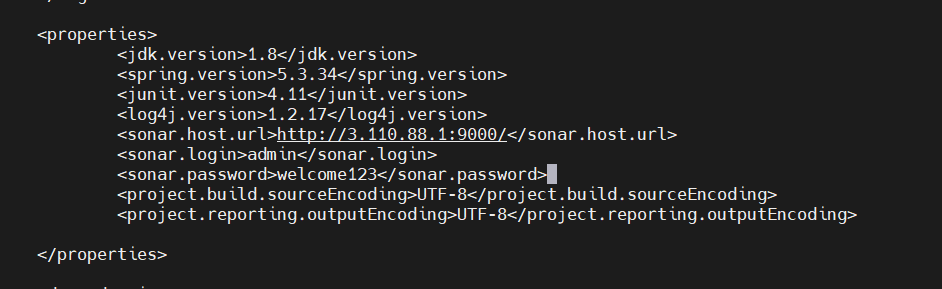 <properties>
<jdk.version>1.8</jdk.version>
<spring.version>5.3.34</spring.version>
<junit.version>4.11</junit.version>
<log4j.version>1.2.17</log4j.version>
<sonar.host.url>http://3.110.88.1:9000/</sonar.host.url>
<sonar.login>admin</sonar.login>
<sonar.password>welcome123</sonar.password>
<project.build.sourceEncoding>UTF-8</project.build.sourceEncoding>
<project.reporting.outputEncoding>UTF-8</project.reporting.outputEncoding>
</properties>